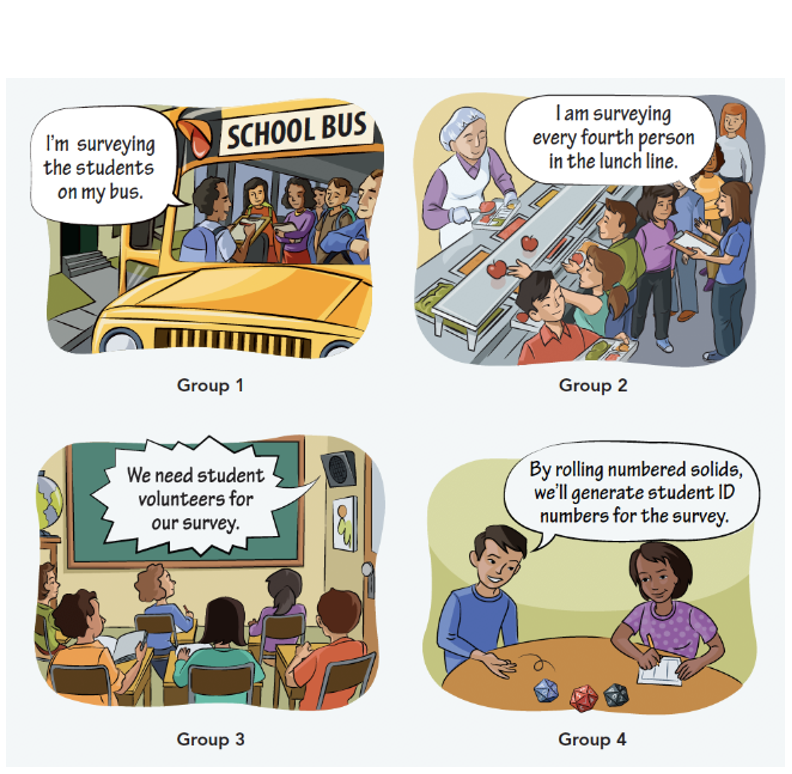 I'm surveying
the students
on my bus.
SCHOOL BUS
Group 1
I am surveying
every fourth person
in the lunch line.
Group 2
We need student
volunteers for
our survey.
Group 3
By rolling numbered solids,
we'll generate student ID
numbers for the survey.
Group 4